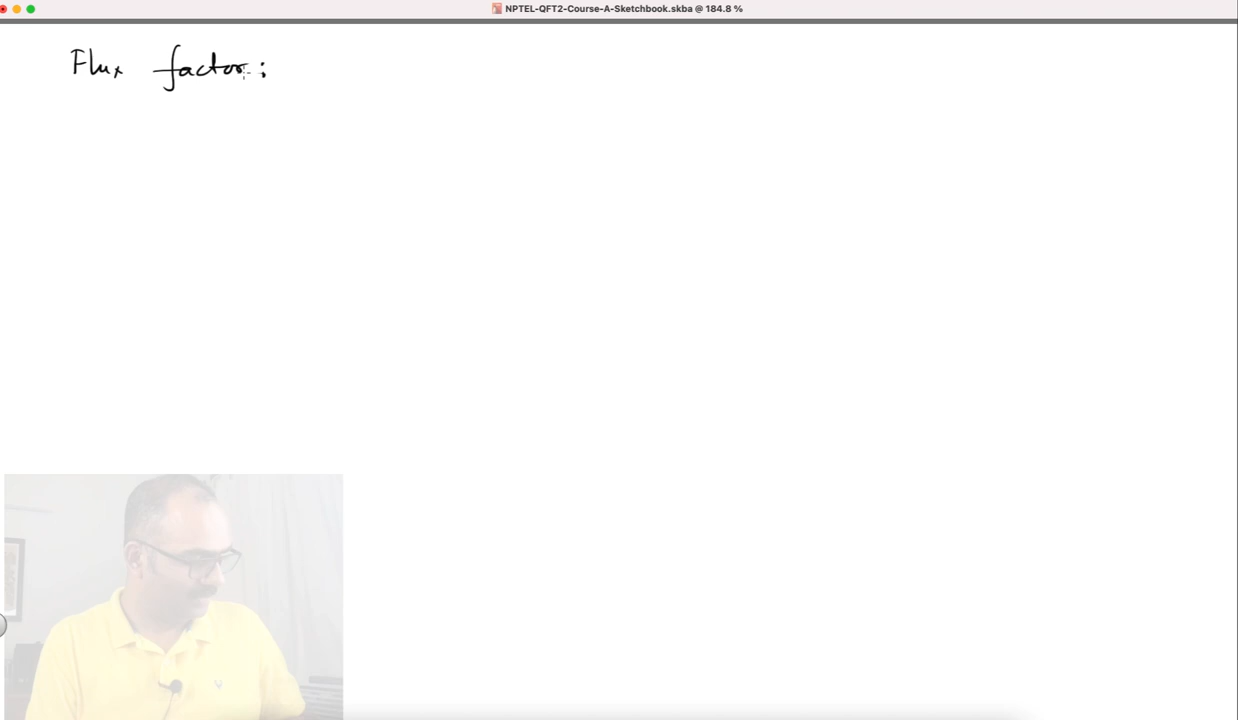 NPTEL-QFT2-Course-A-Sketchbook.skba @ 184.8 %
Flux factor :